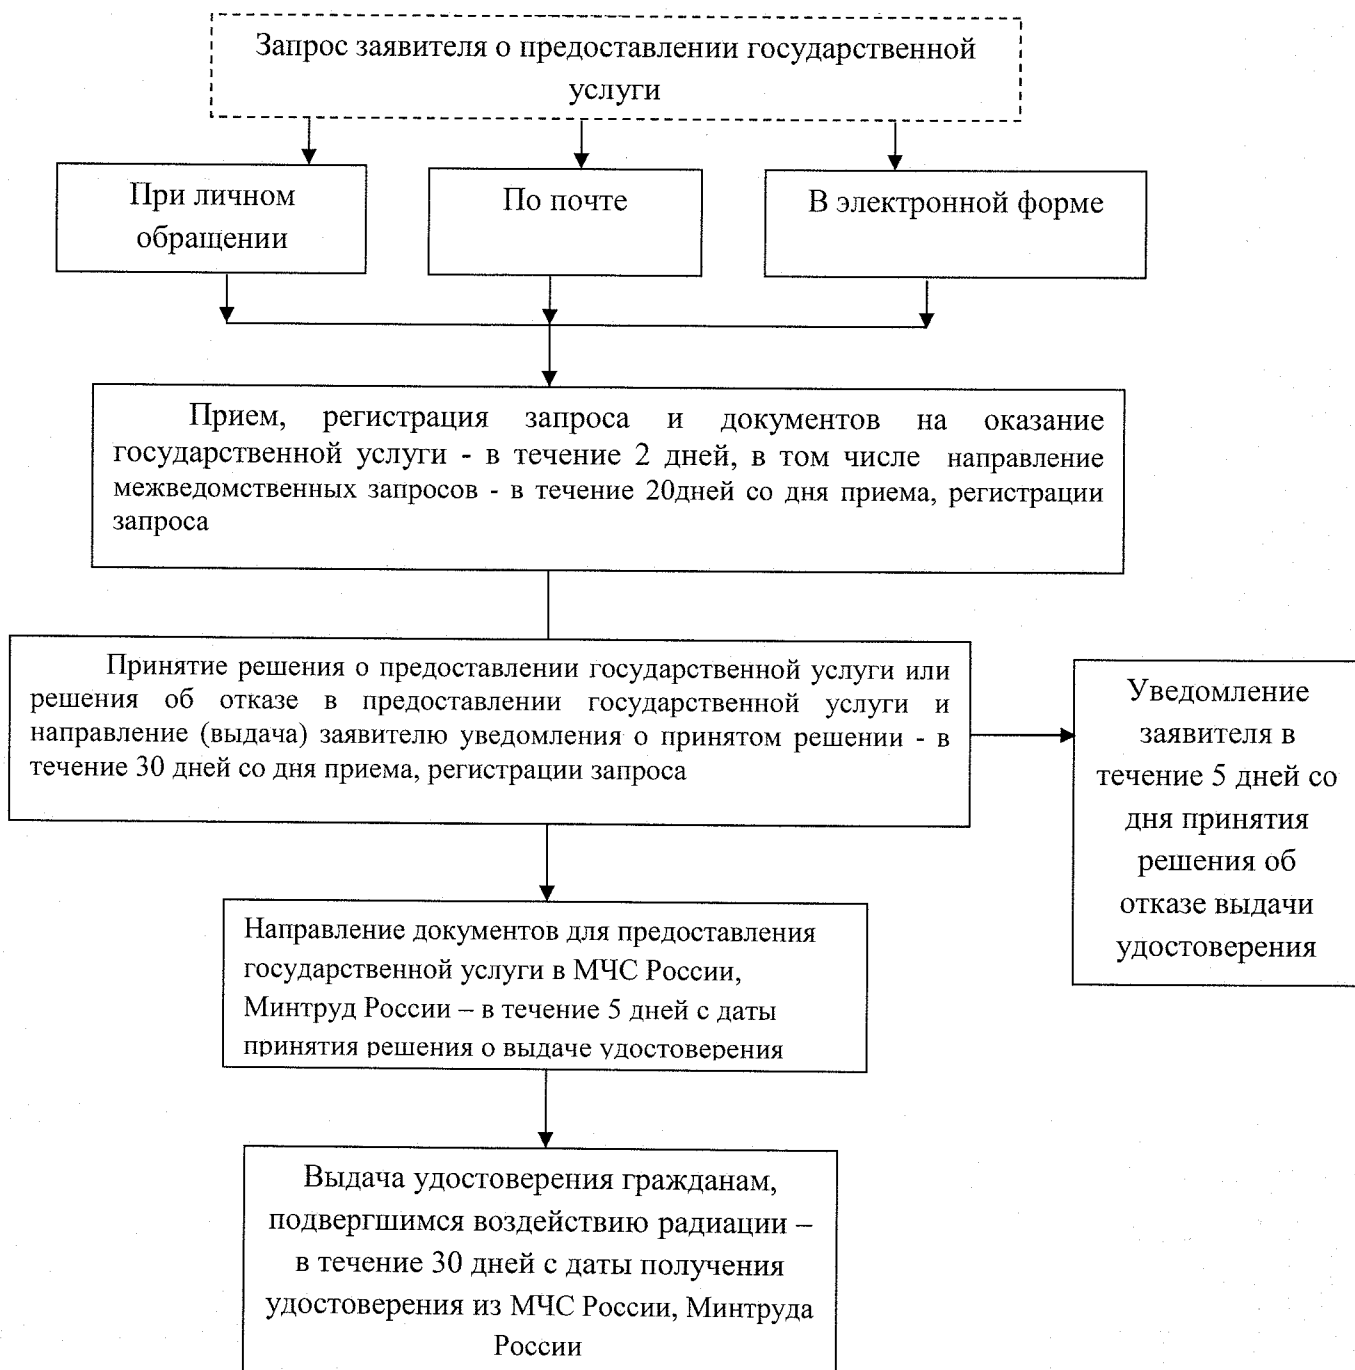 Запрос заявителя о предоставлении государственной
услуги
При личном
обращении
По почте
В электронной форме
Прием, регистрация запроса и документов на оказание
государственной услуги - в течение 2 дней, в том числе направление
межведомственных запросов - в течение 20дней со дня приема, регистрации
запроса
Принятие решения о предоставлении государственной услуги или
решения об отказе в предоставлении государственной услуги и
направление (выдача) заявителю уведомления о принятом решении - в
течение 30 дней со дня приема, регистрации запроса
Уведомление
заявителя в
течение 5 дней со
дня принятия
решения об
отказе выдачи
удостоверения
Направление документов для предоставления
государственной услуги в МЧС России,
Минтруд России – в течение 5 дней с даты
принятия решения о выдаче удостоверения
Выдача удостоверения гражданам,
подвергшимся воздействию радиации –
в течение 30 дней с даты получения
удостоверения из МЧС России, Минтруда
России